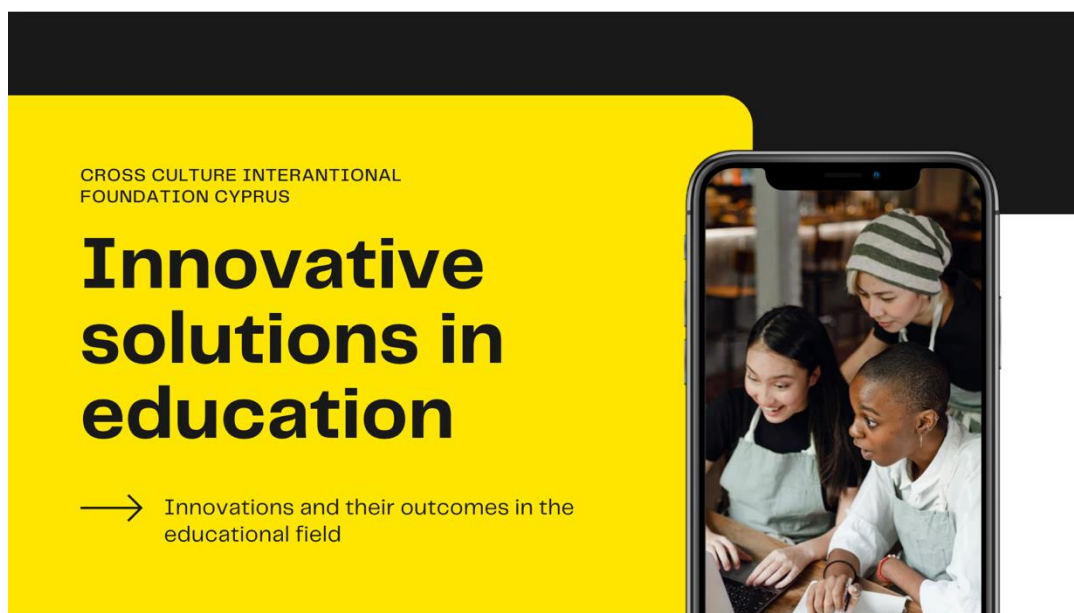 CROSS CULTURE INTERANTIONAL
FOUNDATION CYPRUS
Innovative
solutions in
education
Innovations and their outcomes in the
educational field